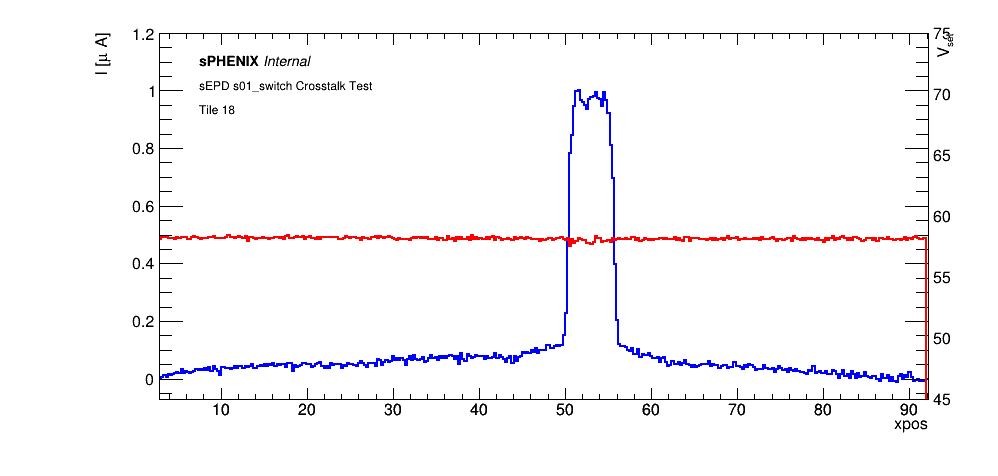 I [μ A]
1.2
1
0.8
0.6
0.4
0.2
0
sPHENIX Internal
sEPD s01_switch Crosstalk Test
Tile 18
75
V set
70
65
60
55
50
45
10 20 30 40 50 60 70 80 90
xpos